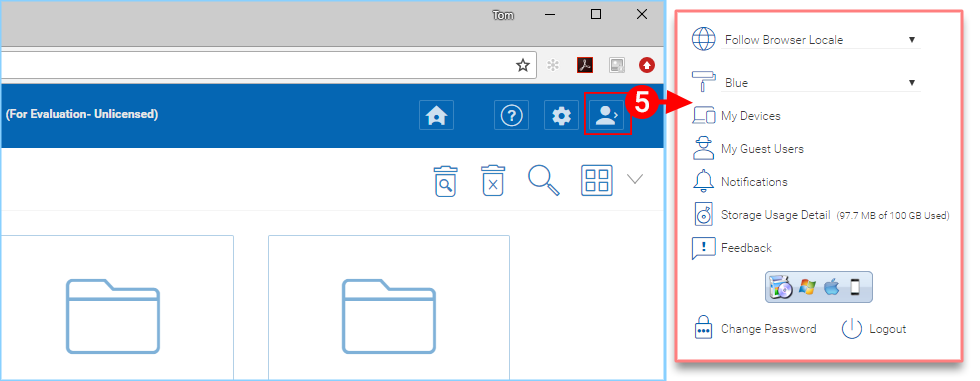 Tom
(For Evaluation- Unlicensed)
5
Follow Browser Locale
Blue
My Devices
My Guest Users
Notifications
Storage Usage Detail (97.7 MB of 100 GB Used)
Feedback
Change Password
Logout